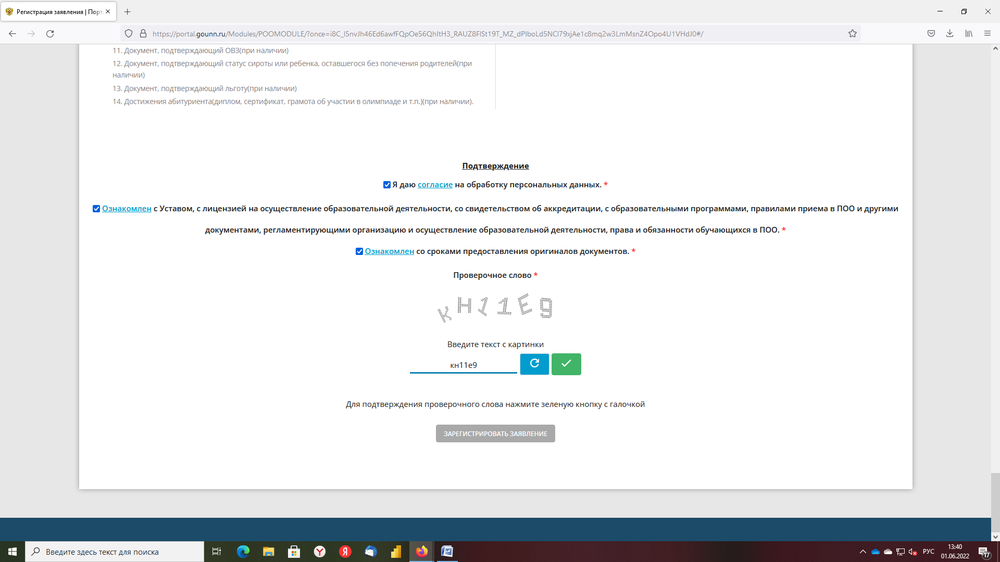 Регистрация заявления | Порт
https://portal.gounn.ru/Modules/POOMODULE/?once=i8C_l5nvJh46Ed6awfFQpOe56QhItH3_RAUZ8FlSt19T_MZ_dPIboLd5NCl79xjAe1c8mq2w3LmMsnZ4Opo4U1VHdJ0#/
11. Документ, подтверждающий ОВЗ(при наличии)
12. Документ, подтверждающий статус сироты или ребенка, оставшегося без попечения родителей(при
наличии)
13. Документ, подтверждающий льготу(при наличии)
14. Достижения абитуриента(диплом, сертификат, грамота об участии в олимпиаде и т.п.)(при наличии).
Подтверждение
Я даю согласие на обработку персональных данных. *
Ознакомлен с Уставом, с лицензией на осуществление образовательной деятельности, со свидетельством об аккредитации, с образовательными программами, правилами приема в ПОО и другими
документами, регламентирующими организацию и осуществление образовательной деятельности, права и обязанности обучающихся в ПОО. *
Ознакомлен со сроками предоставления оригиналов документов. *
Проверочное слово *
кН11Е9
Введите текст с картинки
кн11е9
Для подтверждения проверочного слова нажмите зеленую кнопку с галочкой
ЗАРЕГИСТРИРОВАТЬ ЗАЯВЛЕНИЕ
Введите здесь текст для поиска
РУС
13:40
01.06.2022
17